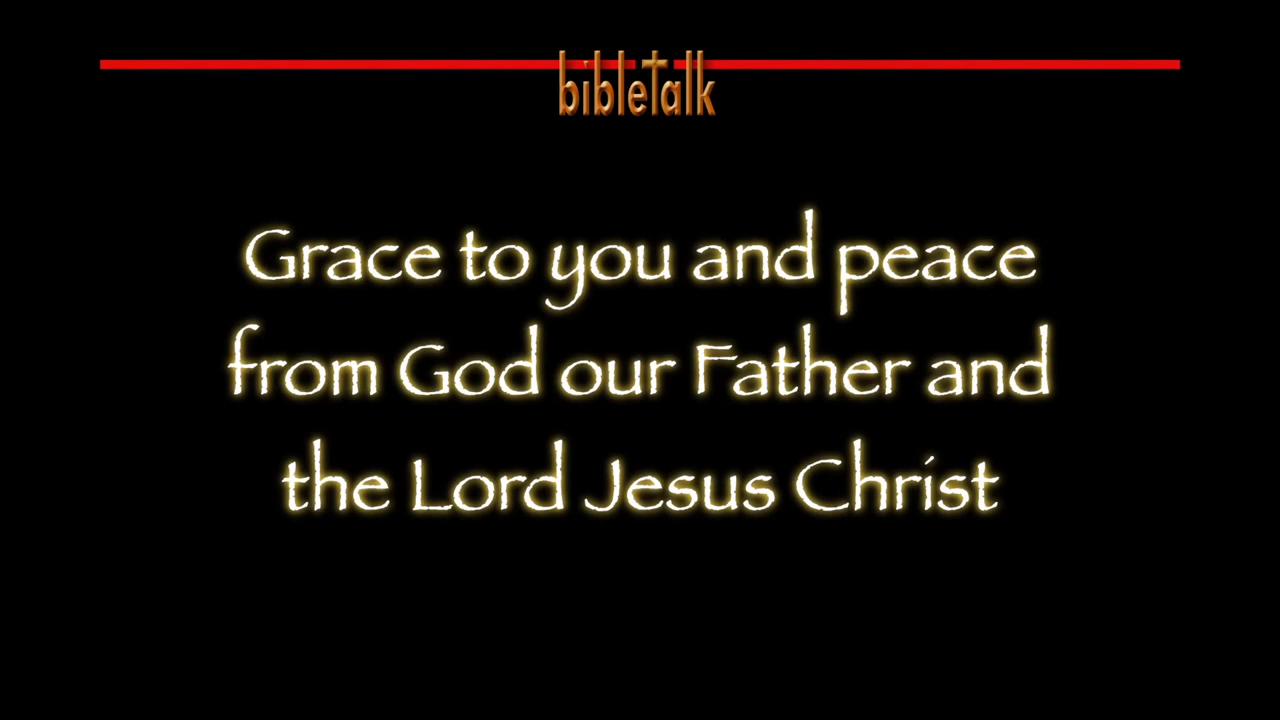 bibleTalk
Grace to you and peace
from God our Father and
the Lord Jesus Christ